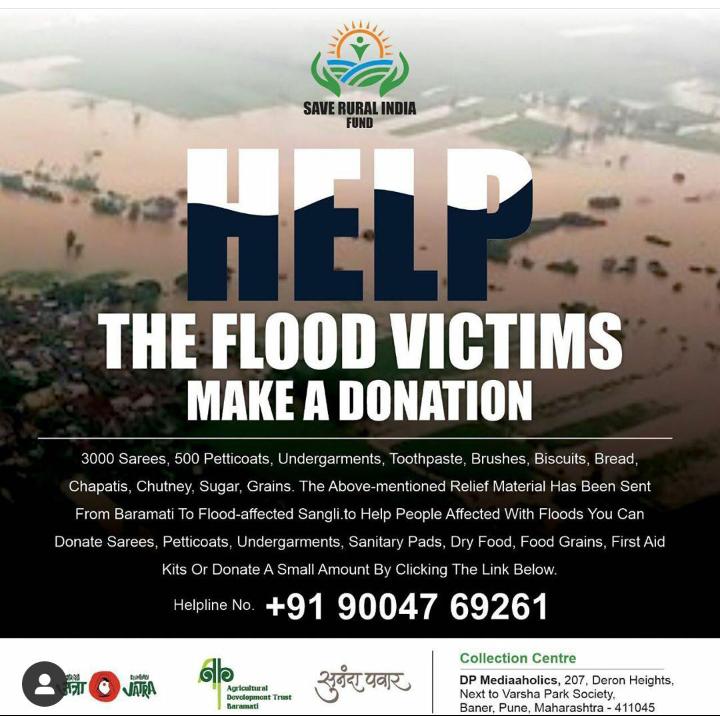 SAVE RURAL INDIA
FUND
HELP
THE FLOOD VICTIMS
MAKE A DONATION
3000 Sarees, 500 Petticoats, Undergarments, Toothpaste, Brushes, Biscuits, Bread,
Chapatis, Chutney, Sugar, Grains. The Above-mentioned Relief Material Has Been Sent
From Baramati To Flood-affected Sangli.to Help People Affected With Floods You Can
Donate Sarees, Petticoats, Undergarments, Sanitary Pads, Dry Food, Food Grains, First Aid
Kits Or Donate A Small Amount By Clicking The Link Below.
Helpline No. +91 90047 69261
JATRA
Agricultural
Development Trust
Baramati
सुनंदा पवार
Collection Centre
DP Mediaaholics, 207, Deron Heights,
Next to Varsha Park Society,
Baner, Pune, Maharashtra - 411045